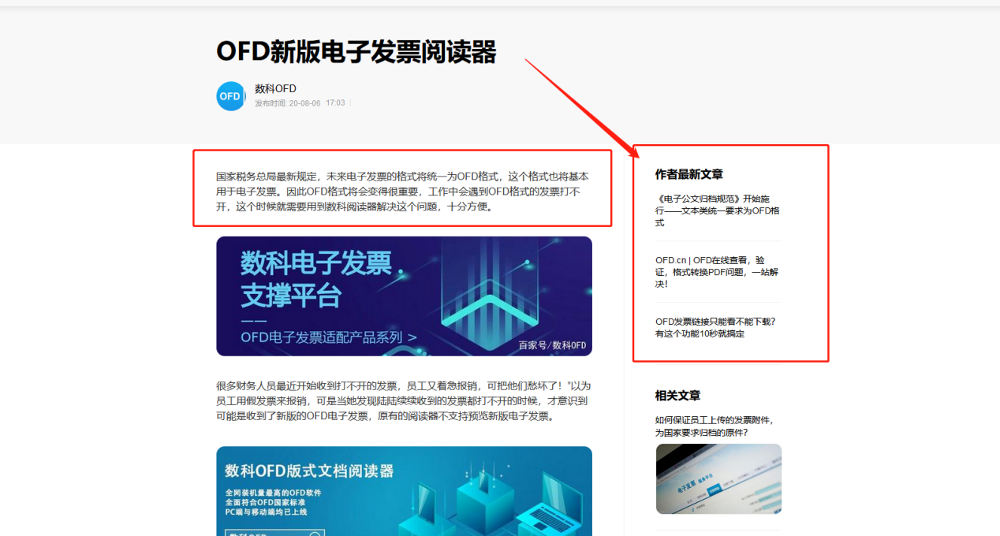 OFD新版电子发票阅读器
OFD
数科OFD
发布时间: 20-08-06 17:03
国家税务总局最新规定，未来电子发票的格式将统一为OFD格式，这个格式也将基本
用于电子发票。因此OFD格式将会变得很重要，工作中会遇到OFD格式的发票打不
开，这个时候就需要用到数科阅读器解决这个问题，十分方便。
数科电子发票
支撑平台
OFD电子发票适配产品系列 >
百家号/数科OFD
很多财务人员最近开始收到打不开的发票，员工又着急报销，可把他们愁坏了！"以为
员工用假发票来报销，可是当她发现陆陆续续收到的发票都打不开的时候，才意识到
可能是收到了新版的OFD电子发票，原有的阅读器不支持预览新版电子发票。
数科OFD版式文档阅读器
全网装机量最高的OFD软件
全面符合OFD国家标准
PC端与移动端均已上线
数科OFD
作者最新文章
《电子公文归档规范》开始施
行——文本类统一要求为OFD格
式
OFD.cn | OFD在线查看，验
证，格式转换PDF问题，一站解
决！
OFD发票链接只能看不能下载？
有这个功能10秒就搞定
相关文章
如何保证员工上传的发票附件，
为国家要求归档的原件？
电子发票 服务平台